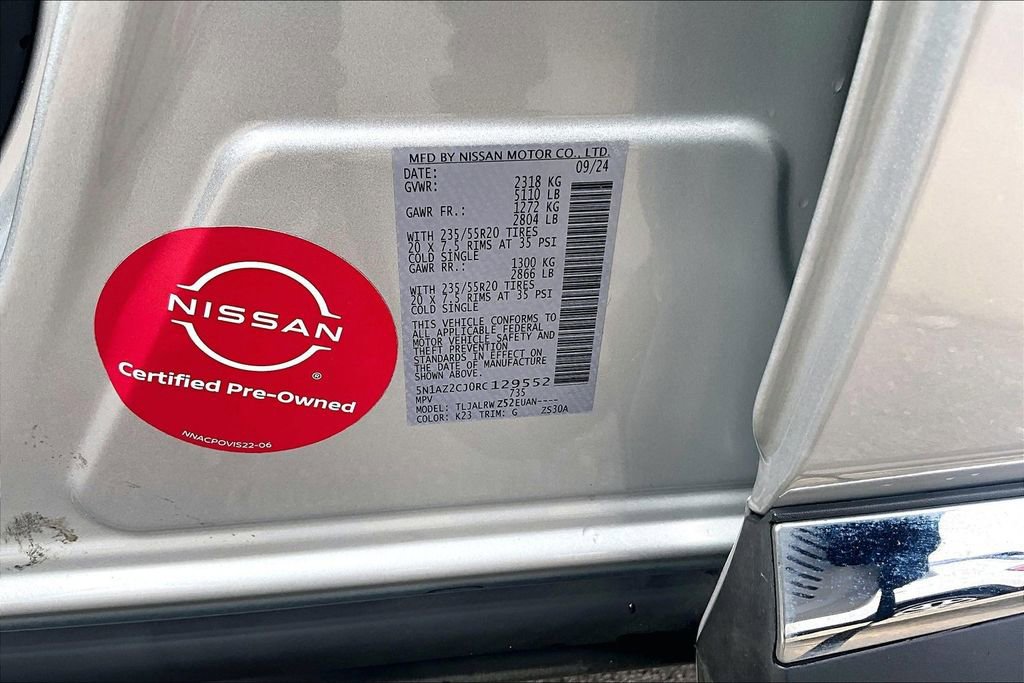 MFD BY NISSAN MOTOR CO., LTD.
DATE: 09/24
GVWR: 2318 KG
5110 LB
GAWR FR.: 1272 KG
2804 LB
WITH 235/55R20 TIRES
20 X 7.5 RIMS AT 35 PSI
COLD SINGLE
GAWR RR.: 1300 KG
2866 LB
WITH 235/55R20 TIRES
20 X 7.5 RIMS AT 35 PSI
COLD SINGLE
THIS VEHICLE CONFORMS TO
ALL APPLICABLE FEDERAL
MOTOR VEHICLE SAFETY AND
THEFT PREVENTION
STANDARDS IN EFFECT ON
THE DATE OF MANUFACTURE
SHOWN ABOVE.
5N1AZ2CJ0RC129552
MPV 735
MODEL: TLJALRWZ52EUAN----
COLOR: K23 TRIM: G ZS30A
NISSAN
®
Certified Pre-Owned
NNACPOVIS22-06